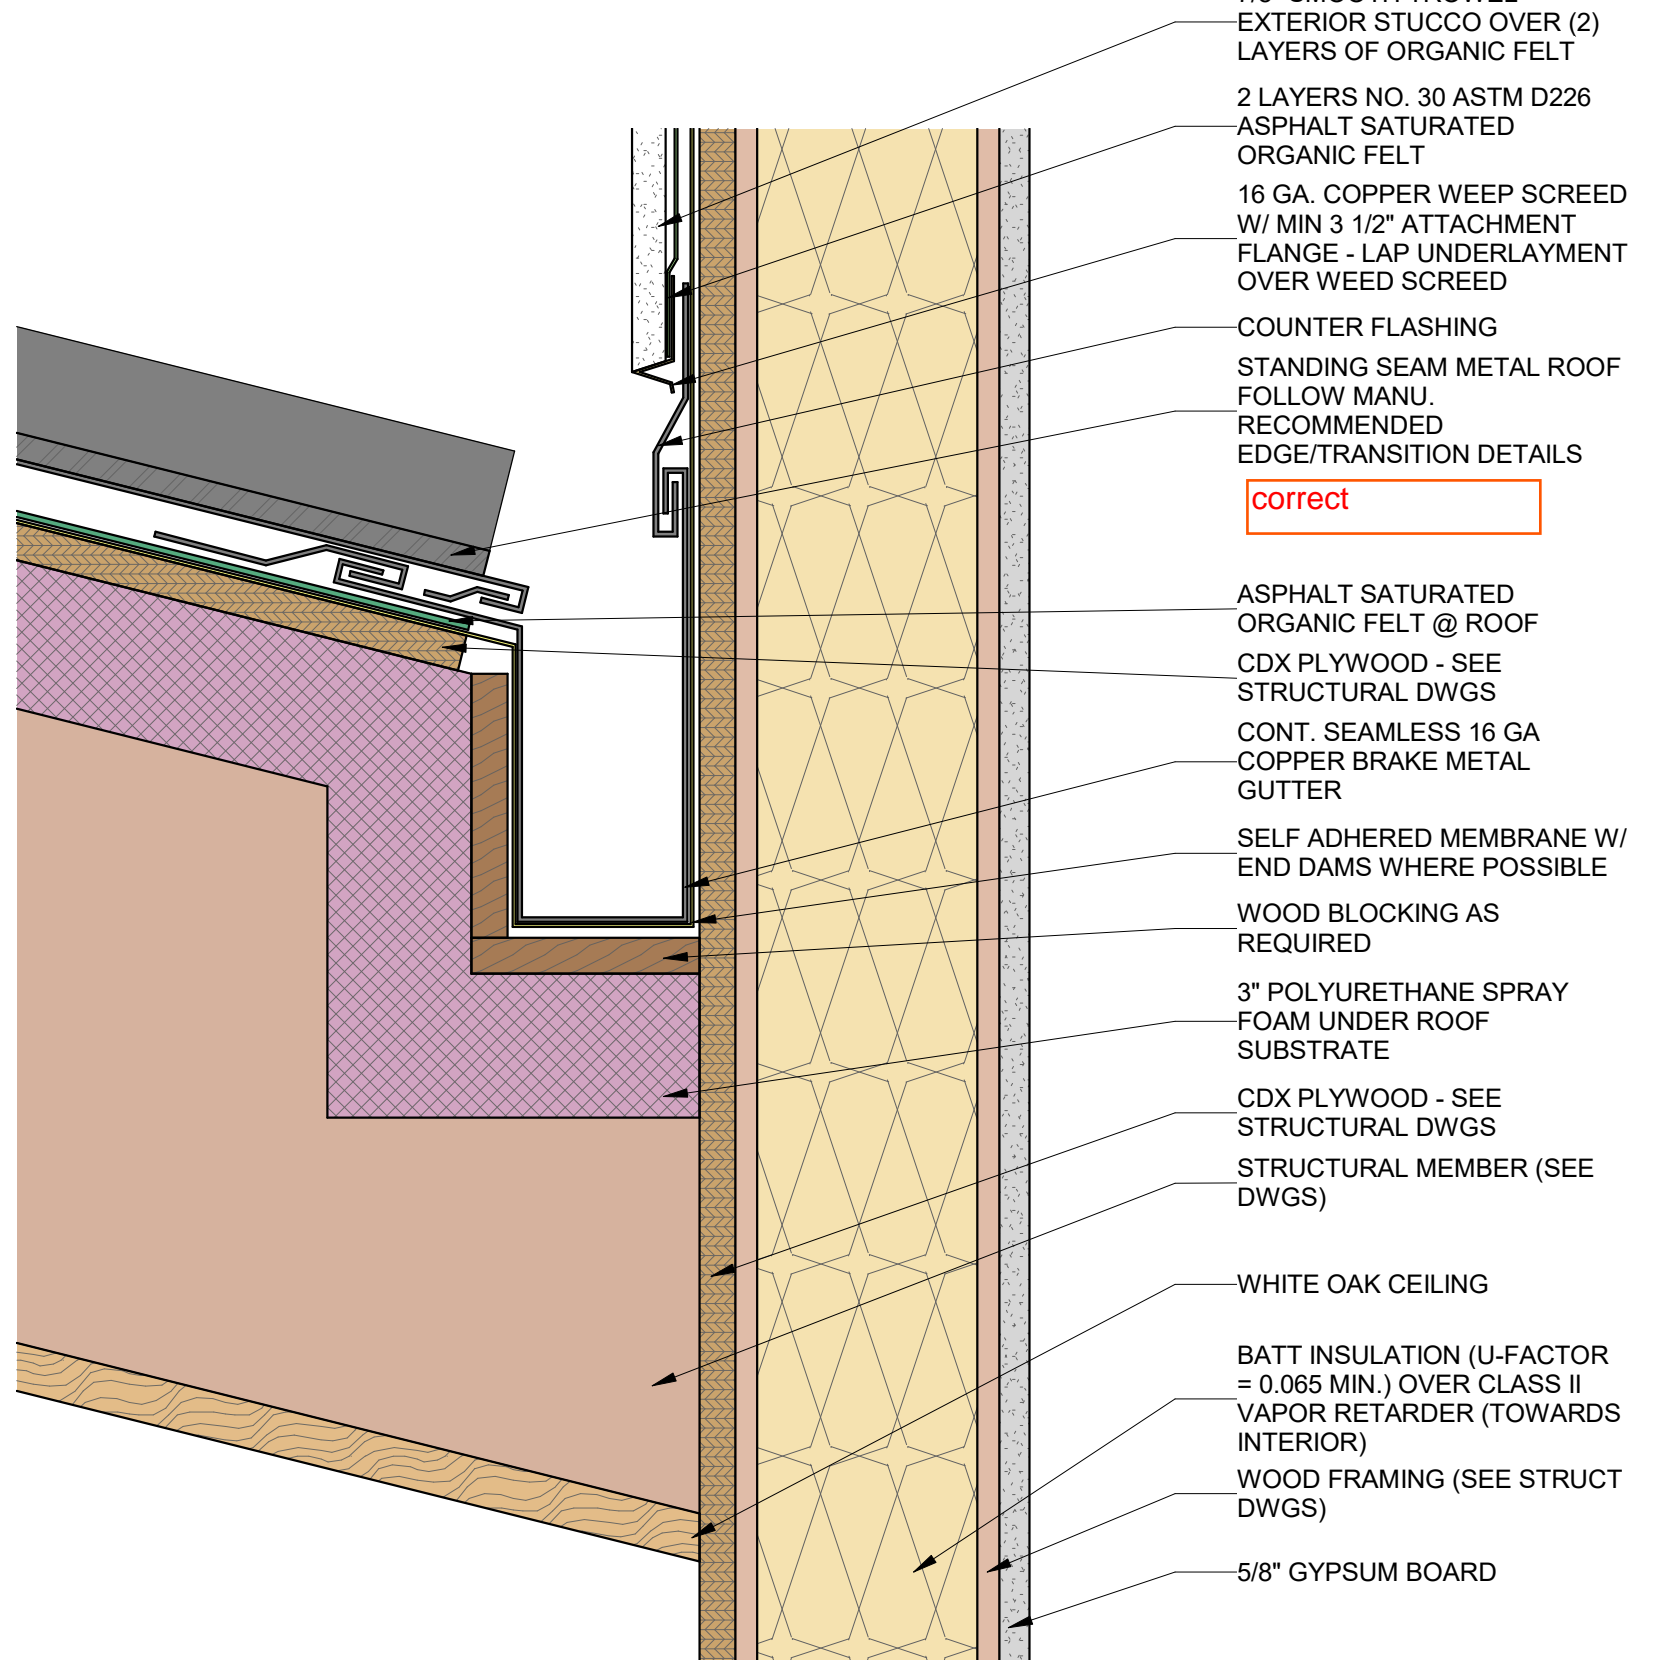 EXTERIOR STUCCO OVER (2)
LAYERS OF ORGANIC FELT
2 LAYERS NO. 30 ASTM D226
ASPHALT SATURATED
ORGANIC FELT
16 GA. COPPER WEEP SCREED
W/ MIN 3 1/2" ATTACHMENT
FLANGE - LAP UNDERLAYMENT
OVER WEED SCREED
COUNTER FLASHING
STANDING SEAM METAL ROOF
FOLLOW MANU.
RECOMMENDED
EDGE/TRANSITION DETAILS
correct
ASPHALT SATURATED
ORGANIC FELT @ ROOF
CDX PLYWOOD - SEE
STRUCTURAL DWGS
CONT. SEAMLESS 16 GA
COPPER BRAKE METAL
GUTTER
SELF ADHERED MEMBRANE W/
END DAMS WHERE POSSIBLE
WOOD BLOCKING AS
REQUIRED
3" POLYURETHANE SPRAY
FOAM UNDER ROOF
SUBSTRATE
CDX PLYWOOD - SEE
STRUCTURAL DWGS
STRUCTURAL MEMBER (SEE
DWGS)
WHITE OAK CEILING
BATT INSULATION (U-FACTOR
= 0.065 MIN.) OVER CLASS II
VAPOR RETARDER (TOWARDS
INTERIOR)
WOOD FRAMING (SEE STRUCT
DWGS)
5/8" GYPSUM BOARD